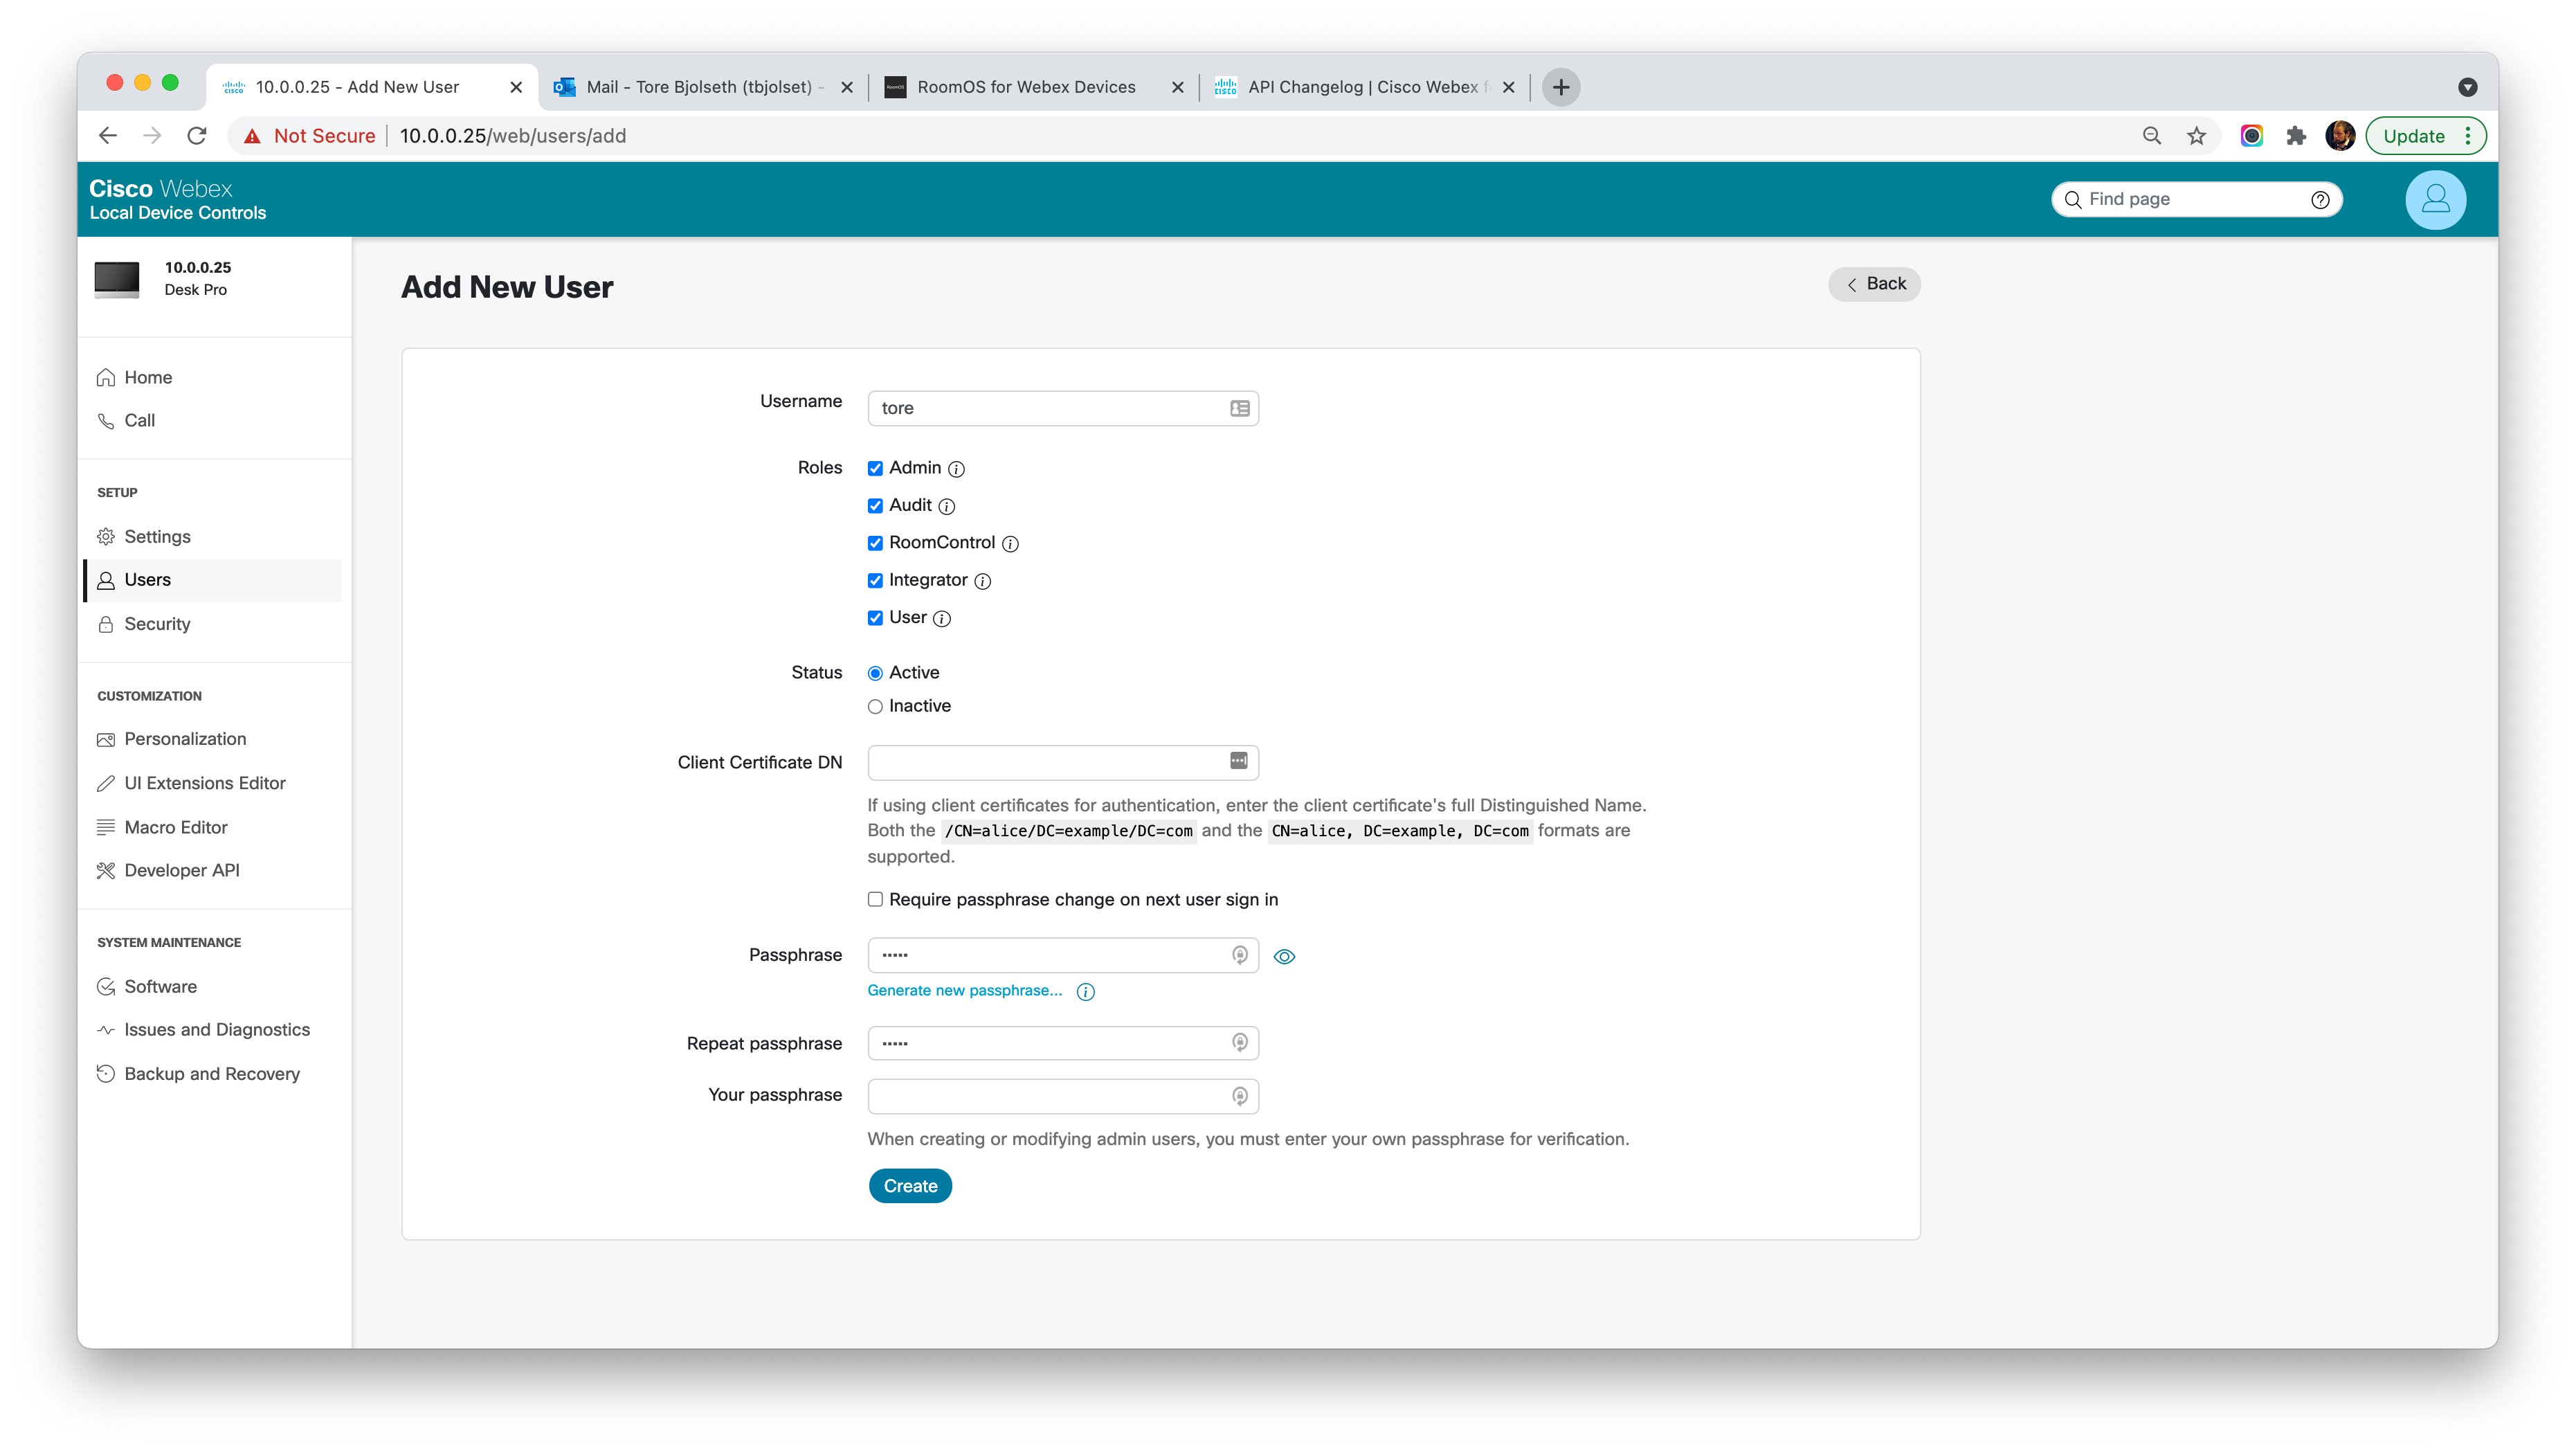 10.0.0.25 - Add New User
Mail - Tore Bjolseth (tbjolset) -
RoomOS for Webex Devices
API Changelog | Cisco Webex f
Not Secure
10.0.0.25/web/users/add
Update
Cisco Webex
Local Device Controls
Find page
10.0.0.25
Desk Pro
Home
Call
SETUP
Settings
Users
Security
CUSTOMIZATION
Personalization
UI Extensions Editor
Macro Editor
Developer API
SYSTEM MAINTENANCE
Software
Issues and Diagnostics
Backup and Recovery
Add New User
Back
Username
tore
Roles
Admin
Audit
RoomControl
Integrator
User
Status
Active
Inactive
Client Certificate DN
If using client certificates for authentication, enter the client certificate's full Distinguished Name.
Both the /CN=alice/DC=example/DC=com and the CN=alice, DC=example, DC=com formats are
supported.
Require passphrase change on next user sign in
Passphrase
•••••
Generate new passphrase...
Repeat passphrase
•••••
Your passphrase
When creating or modifying admin users, you must enter your own passphrase for verification.
Create